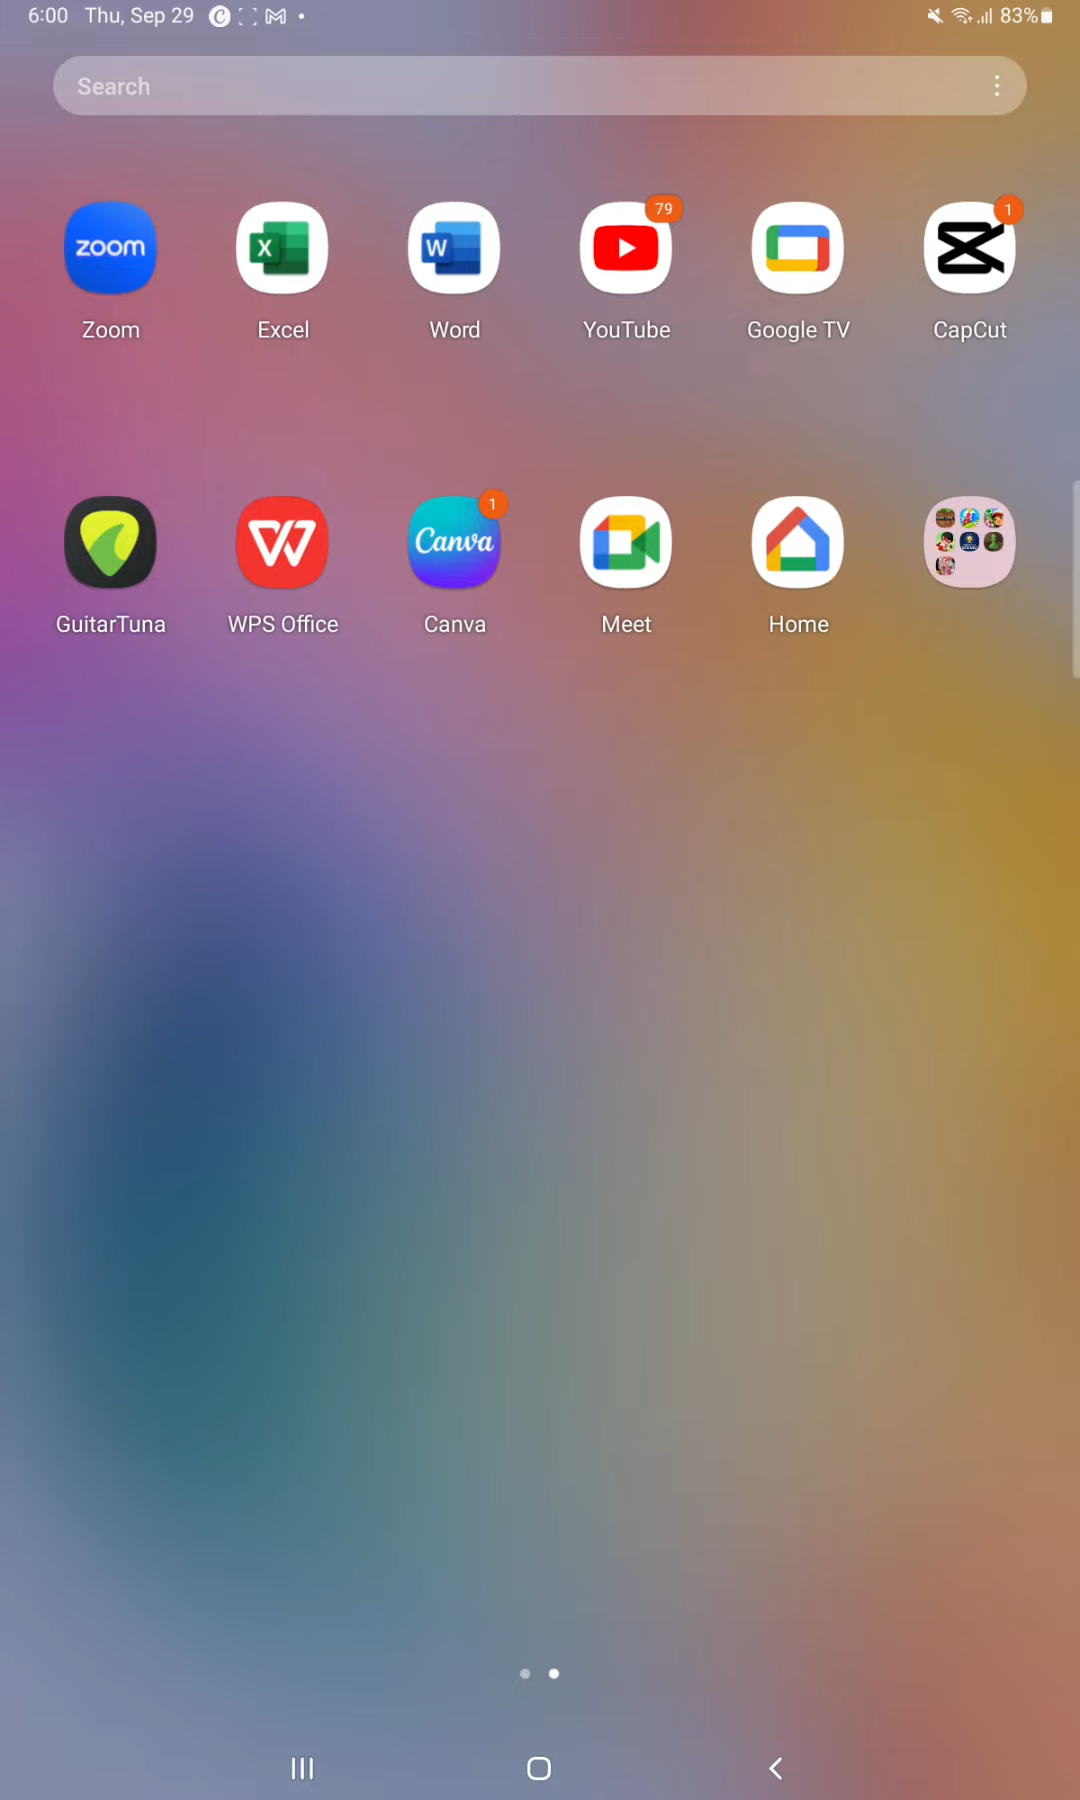 6:00 Thu, Sep 29 83%
Search
zoom X W 79 1
Zoom Excel Word YouTube Google TV CapCut
W Canva 1
GuitarTuna WPS Office Canva Meet Home